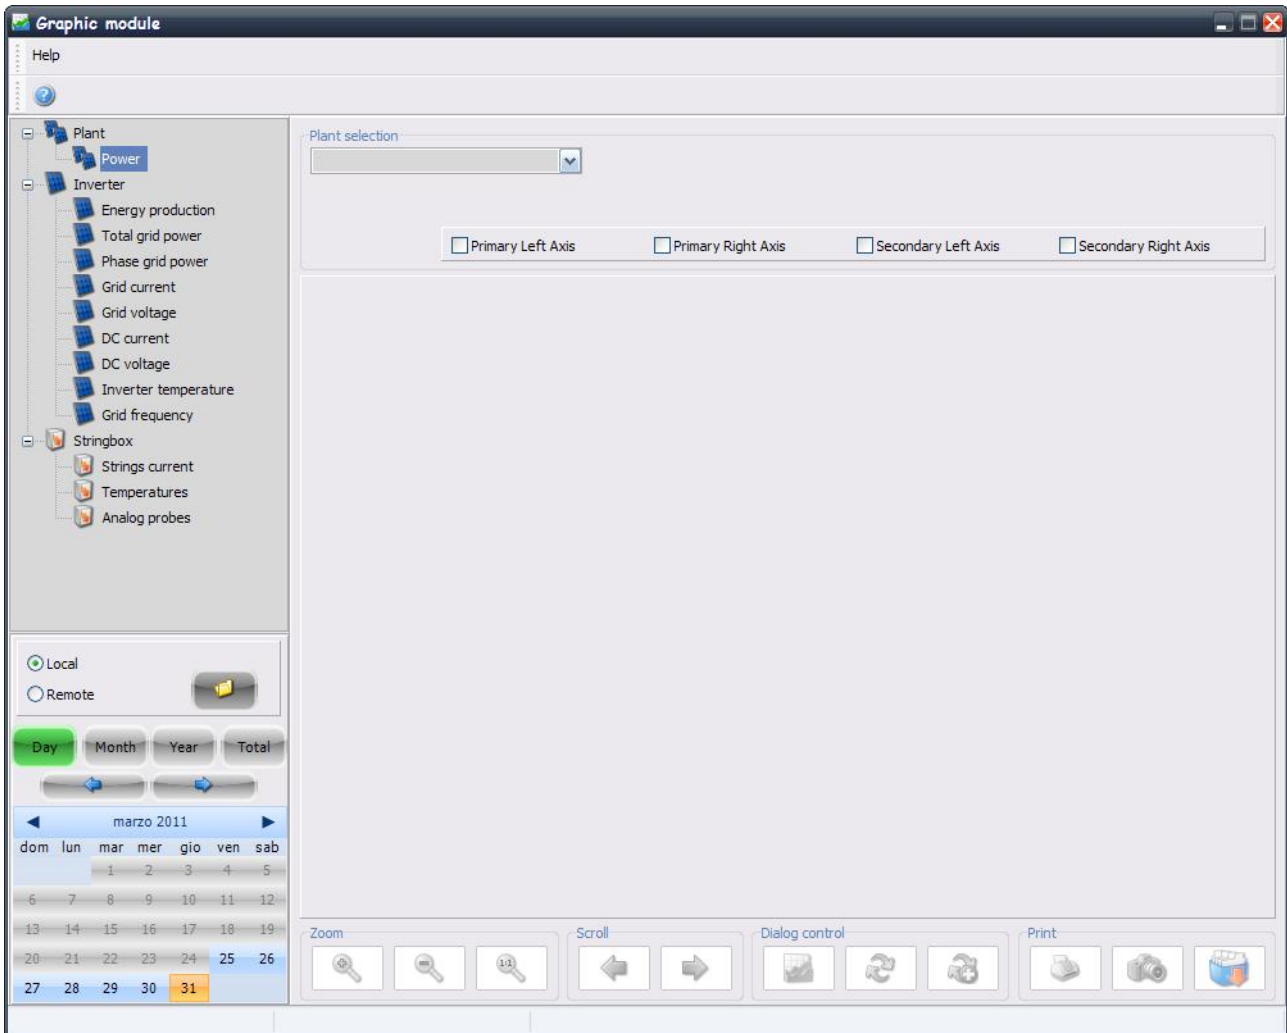 Graphic module
Help
Plant
Power
Inverter
Energy production
Total grid power
Phase grid power
Grid current
Grid voltage
DC current
DC voltage
Inverter temperature
Grid frequency
Stringbox
Strings current
Temperatures
Analog probes
Local
Remote
Day Month Year Total
marzo 2011
dom lun mar mer gio ven sab
1 2 3 4 5
6 7 8 9 10 11 12
13 14 15 16 17 18 19
20 21 22 23 24 25 26
27 28 29 30 31
Plant selection
Primary Left Axis Primary Right Axis Secondary Left Axis Secondary Right Axis
Zoom Scroll Dialog control Print
1:1